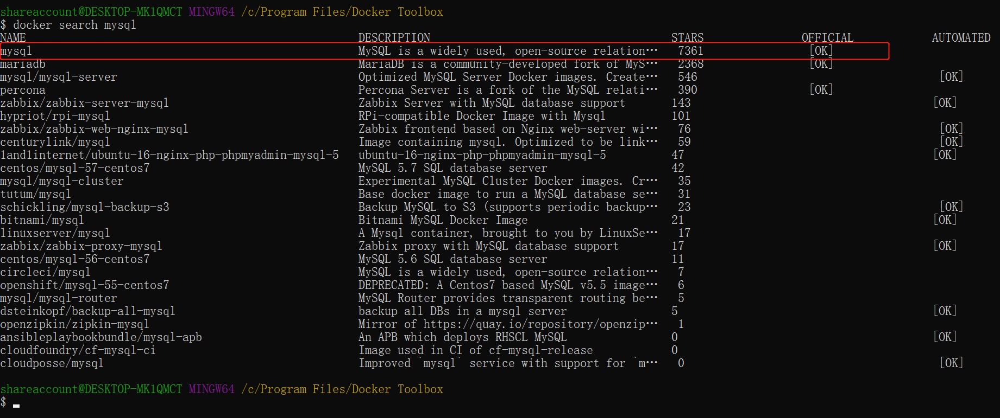 shareaccount@DESKTOP-MK1QMCT MINGW64 /c/Program Files/Docker Toolbox
$ docker search mysql
NAME DESCRIPTION STARS OFFICIAL AUTOMATED
mysql MySQL is a widely used, open-source relation… 7361 [OK]
mariadb MariaDB is a community-developed fork of MyS… 2368 [OK]
mysql/mysql-server Optimized MySQL Server Docker images. Create… 546 [OK]
percona Percona Server is a fork of the MySQL relati… 390 [OK]
zabbix/zabbix-server-mysql Zabbix Server with MySQL database support 143 [OK]
hypriot/rpi-mysql RPi-compatible Docker Image with Mysql 101
zabbix/zabbix-web-nginx-mysql Zabbix frontend based on Nginx web-server wi… 76 [OK]
centurylink/mysql Image containing mysql. Optimized to be link… 59 [OK]
1and1internet/ubuntu-16-nginx-php-phpmyadmin-mysql-5 ubuntu-16-nginx-php-phpmyadmin-mysql-5 47 [OK]
centos/mysql-57-centos7 MySQL 5.7 SQL database server 42
mysql/mysql-cluster Experimental MySQL Cluster Docker images. Cr… 35
tutum/mysql Base docker image to run a MySQL database se… 31
schickling/mysql-backup-s3 Backup MySQL to S3 (supports periodic backup… 23 [OK]
bitnami/mysql Bitnami MySQL Docker Image 21 [OK]
linuxserver/mysql A Mysql container, brought to you by LinuxSe… 17
zabbix/zabbix-proxy-mysql Zabbix proxy with MySQL database support 17 [OK]
centos/mysql-56-centos7 MySQL 5.6 SQL database server 11
circleci/mysql MySQL is a widely used, open-source relation… 7
openshift/mysql-55-centos7 DEPRECATED: A Centos7 based MySQL v5.5 image… 6
mysql/mysql-router MySQL Router provides transparent routing be… 5
dsteinkopf/backup-all-mysql backup all DBs in a mysql server 5 [OK]
openzipkin/zipkin-mysql Mirror of https://quay.io/repository/openzip… 1
ansibleplaybookbundle/mysql-apb An APB which deploys RHSCL MySQL 0 [OK]
cloudfoundry/cf-mysql-ci Image used in CI of cf-mysql-release 0
cloudposse/mysql Improved `mysql` service with support for `m… 0 [OK]
shareaccount@DESKTOP-MK1QMCT MINGW64 /c/Program Files/Docker Toolbox
$